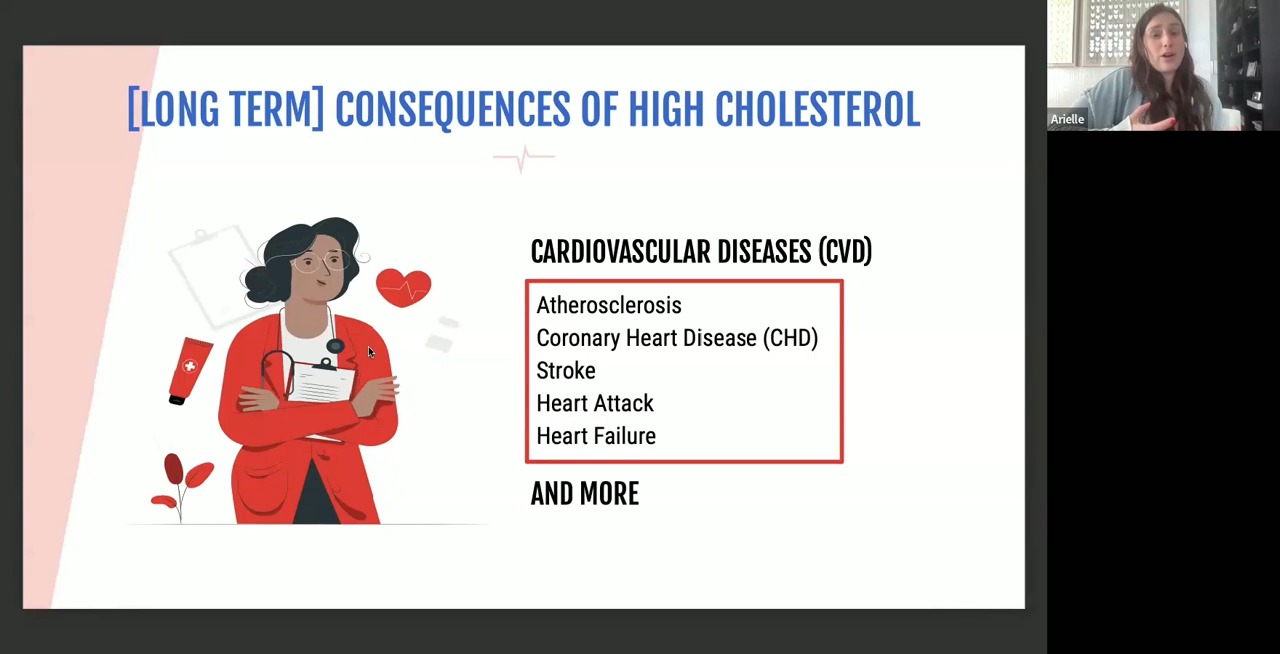 [LONG TERM] CONSEQUENCES OF HIGH CHOLESTEROL
CARDIOVASCULAR DISEASES (CVD)
Atherosclerosis
Coronary Heart Disease (CHD)
Stroke
Heart Attack
Heart Failure
AND MORE
Arielle